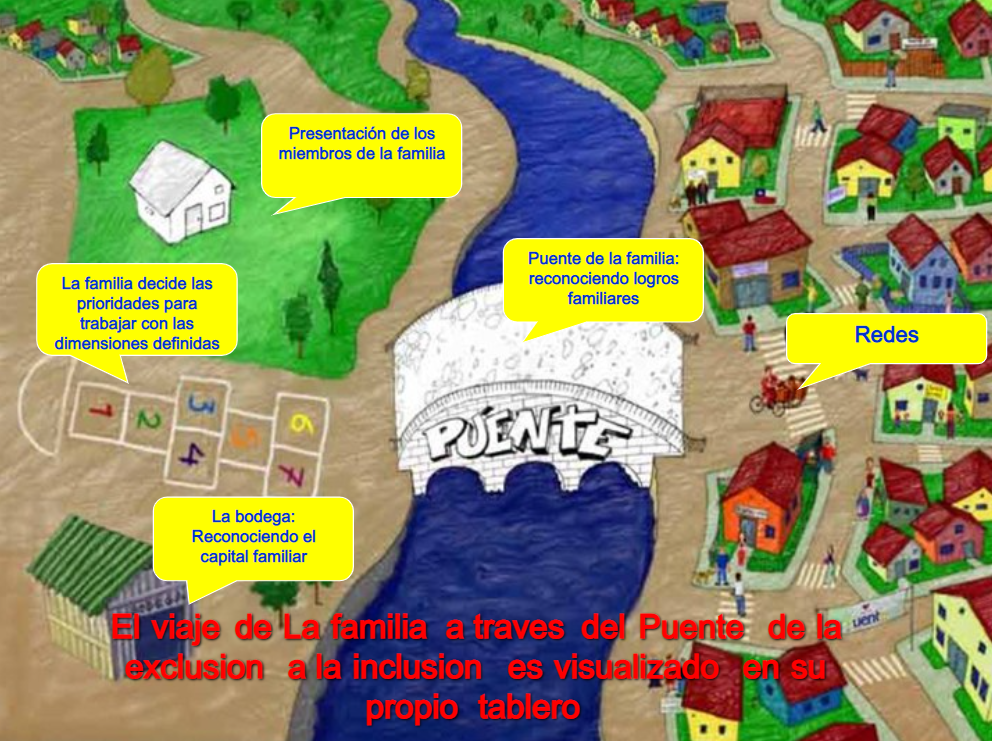 Presentación de los
miembros de la familia
Puente de la familia:
reconociendo logros
familiares
La familia decide las
prioridades para
trabajar con las
dimensiones definidas
Redes
1
2
3
4
5
6
7
PUENTE
La bodega:
Reconociendo el
capital familiar
uent
El viaje de La familia a traves del Puente de la
exclusion a la inclusion es visualizado en su
propio tablero